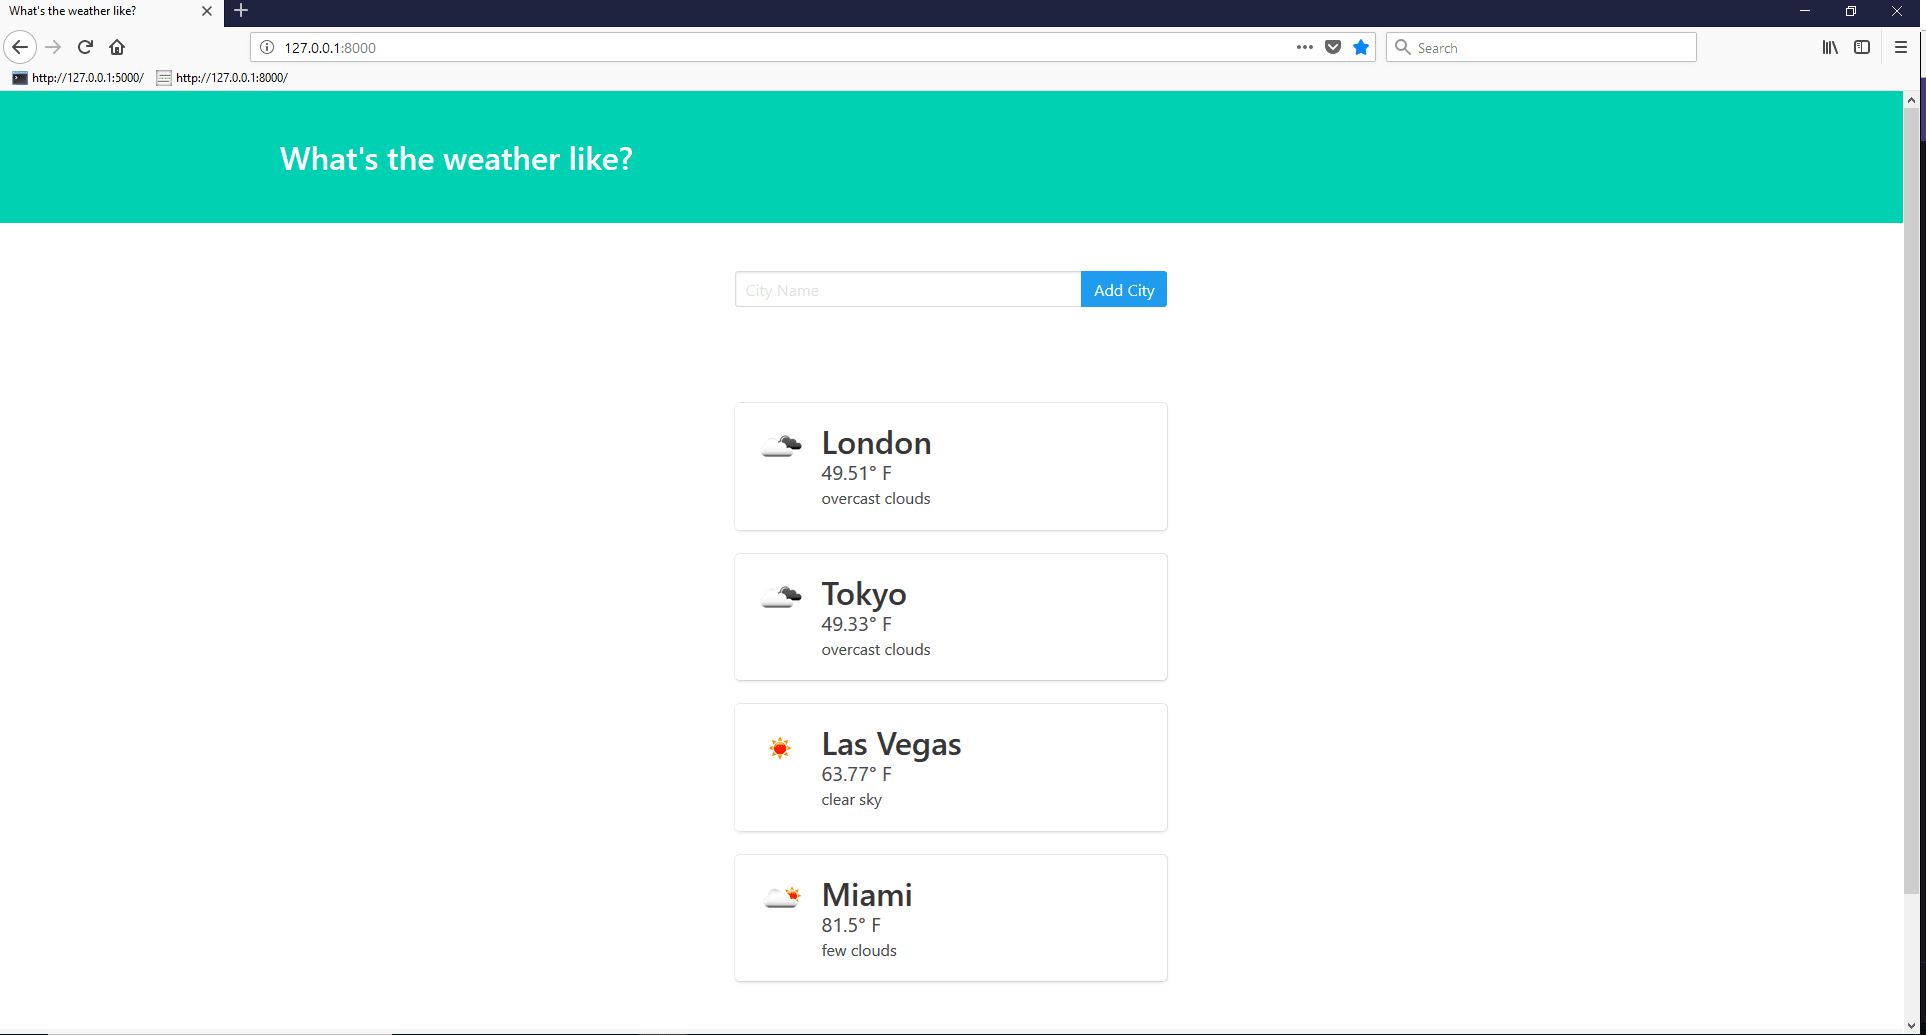 What's the weather like?
127.0.0.1:8000
Search
http://127.0.0.1:5000/ http://127.0.0.1:8000/
What's the weather like?
City Name
Add City
London
49.51° F
overcast clouds
Tokyo
49.33° F
overcast clouds
Las Vegas
63.77° F
clear sky
Miami
81.5° F
few clouds